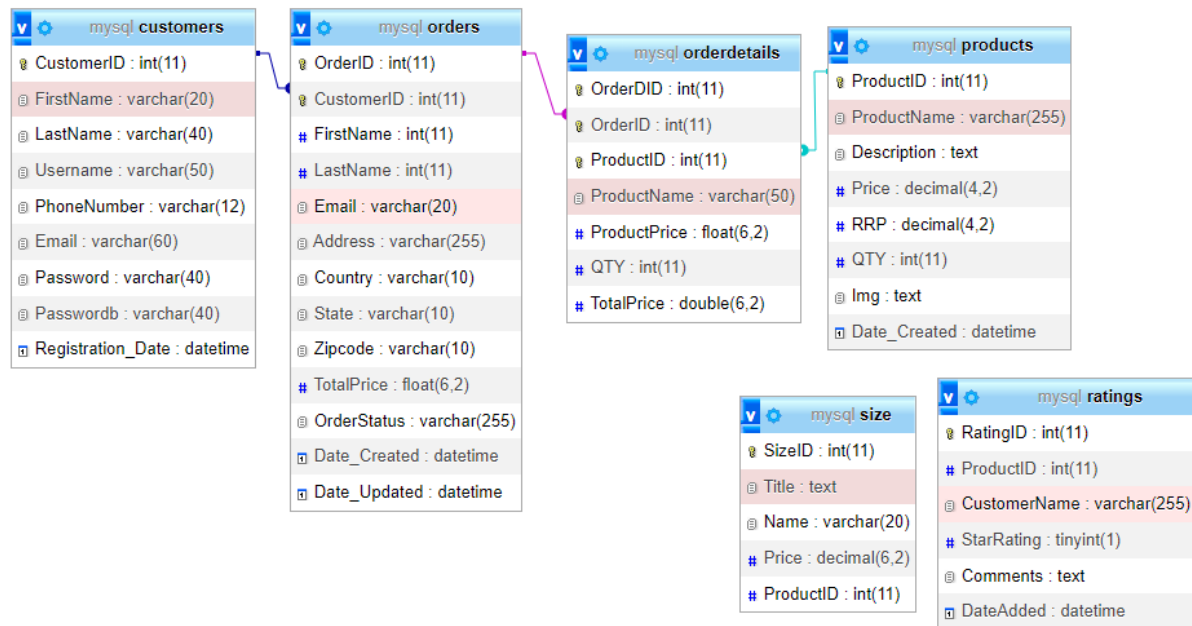 v mysql customers
CustomerID : int(11)
FirstName : varchar(20)
LastName : varchar(40)
Username : varchar(50)
PhoneNumber : varchar(12)
Email : varchar(60)
Password : varchar(40)
Passwordb : varchar(40)
Registration_Date : datetime
v mysql orders
OrderID : int(11)
CustomerID : int(11)
# FirstName : int(11)
# LastName : int(11)
Email : varchar(20)
Address : varchar(255)
Country : varchar(10)
State : varchar(10)
Zipcode : varchar(10)
# TotalPrice : float(6,2)
OrderStatus : varchar(255)
Date_Created : datetime
Date_Updated : datetime
v mysql orderdetails
OrderDID : int(11)
OrderID : int(11)
ProductID : int(11)
ProductName : varchar(50)
# ProductPrice : float(6,2)
# QTY : int(11)
# TotalPrice : double(6,2)
v mysql products
ProductID : int(11)
ProductName : varchar(255)
Description : text
# Price : decimal(4,2)
# RRP : decimal(4,2)
# QTY : int(11)
Img : text
Date_Created : datetime
v mysql size
SizeID : int(11)
Title : text
Name : varchar(20)
# Price : decimal(6,2)
# ProductID : int(11)
v mysql ratings
RatingID : int(11)
# ProductID : int(11)
CustomerName : varchar(255)
# StarRating : tinyint(1)
Comments : text
DateAdded : datetime